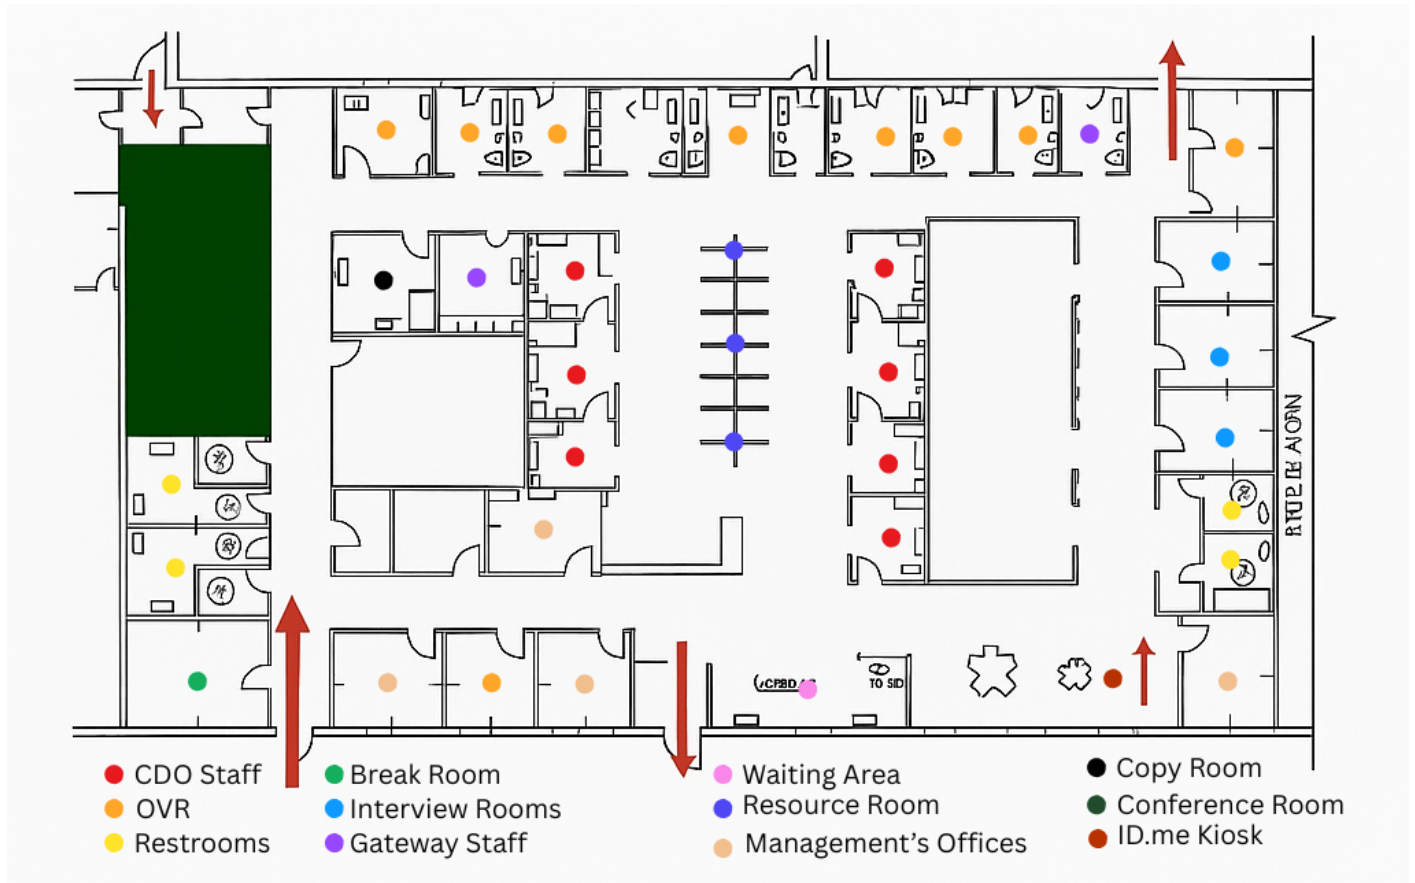 TO SID
CDO Staff
OVR
Restrooms
Break Room
Interview Rooms
Gateway Staff
Waiting Area
Resource Room
Management's Offices
Copy Room
Conference Room
ID.me Kiosk